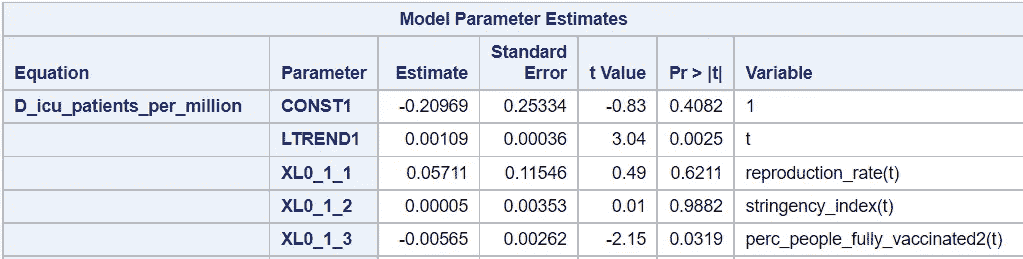 Model Parameter Estimates
Equation Parameter Estimate Standard Error t Value Pr > |t| Variable
D_icu_patients_per_million CONST1 -0.20969 0.25334 -0.83 0.4082 1
LTREND1 0.00109 0.00036 3.04 0.0025 t
XL0_1_1 0.05711 0.11546 0.49 0.6211 reproduction_rate(t)
XL0_1_2 0.00005 0.00353 0.01 0.9882 stringency_index(t)
XL0_1_3 -0.00565 0.00262 -2.15 0.0319 perc_people_fully_vaccinated2(t)